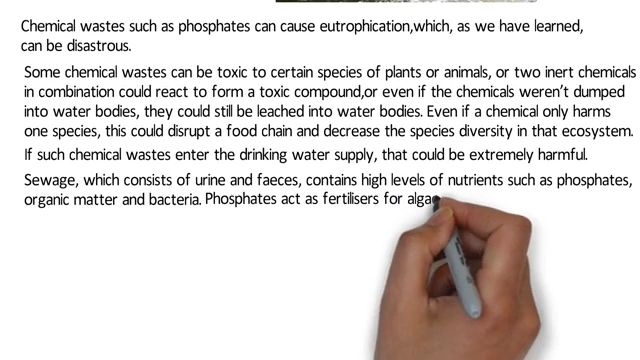 Chemical wastes such as phosphates can cause eutrophication,which, as we have learned,
can be disastrous.
Some chemical wastes can be toxic to certain species of plants or animals, or two inert chemicals
in combination could react to form a toxic compound,or even if the chemicals weren't dumped
into water bodies, they could still be leached into water bodies. Even if a chemical only harms
one species, this could disrupt a food chain and decrease the species diversity in that ecosystem.
If such chemical wastes enter the drinking water supply, that could be extremely harmful.
Sewage, which consists of urine and faeces, contains high levels of nutrients such as phosphates,
organic matter and bacteria. Phosphates act as fertilisers for algae